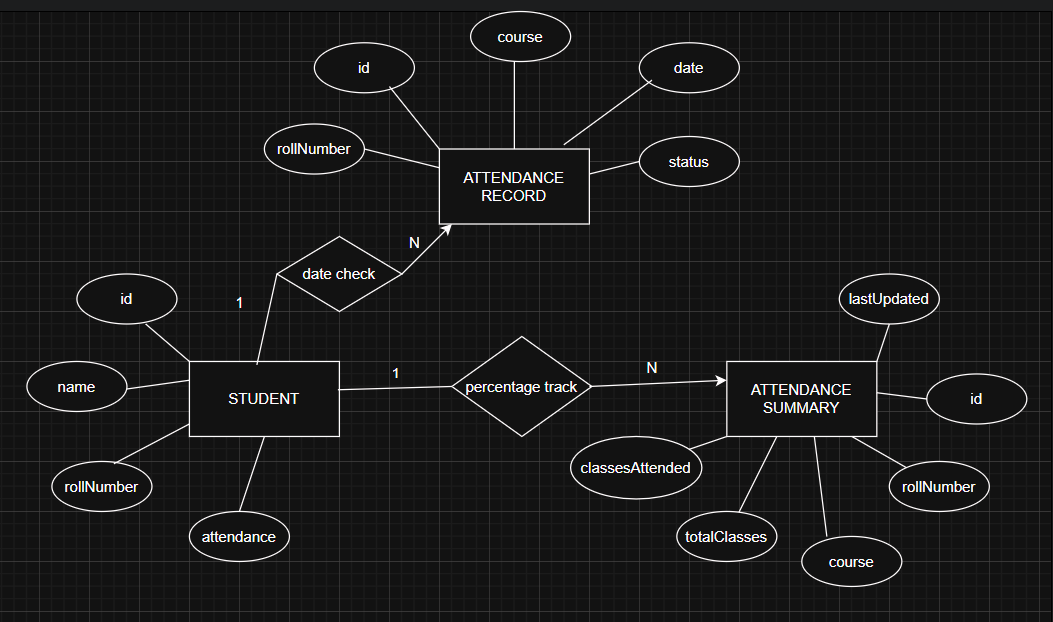 course
id
date
rollNumber
status
ATTENDANCE
RECORD
N
date check
1
id
lastUpdated
name
STUDENT
1
percentage track
N
ATTENDANCE
SUMMARY
id
classesAttended
rollNumber
rollNumber
attendance
totalClasses
course